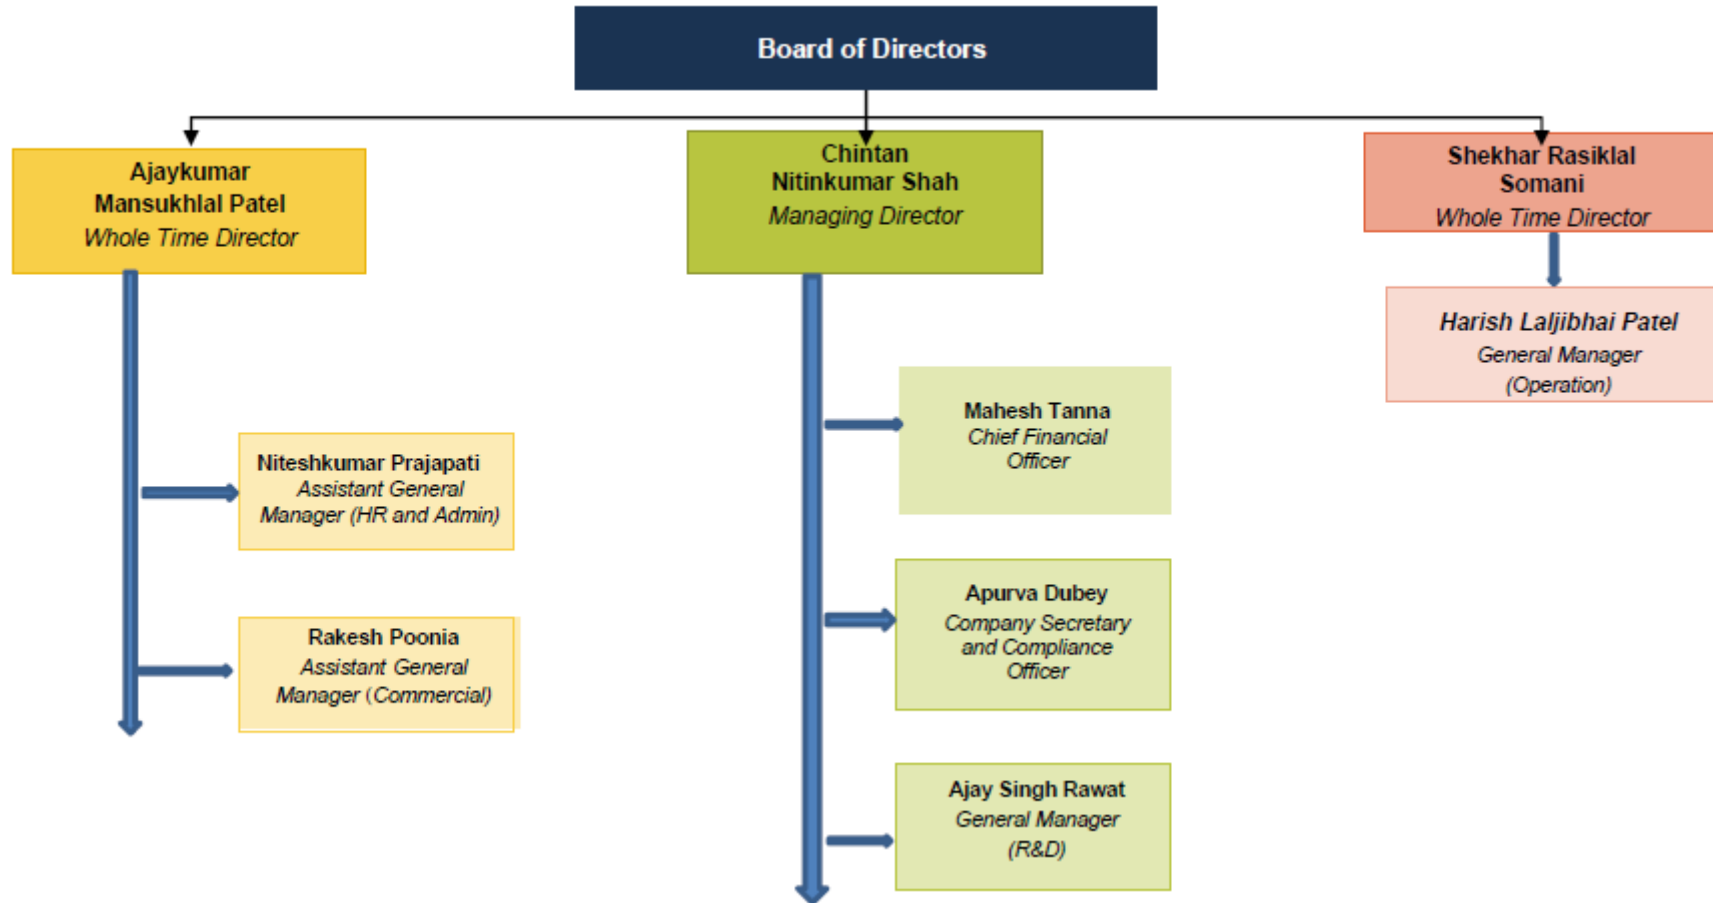 Board of Directors
Ajaykumar
Mansukhlal Patel
Whole Time Director
Chintan
Nitinkumar Shah
Managing Director
Shekhar Rasiklal
Somani
Whole Time Director
Harish Laljibhai Patel
General Manager
(Operation)
Mahesh Tanna
Chief Financial
Officer
Niteshkumar Prajapati
Assistant General
Manager (HR and Admin)
Apurva Dubey
Company Secretary
and Compliance
Officer
Rakesh Poonia
Assistant General
Manager (Commercial)
Ajay Singh Rawat
General Manager
(R&D)